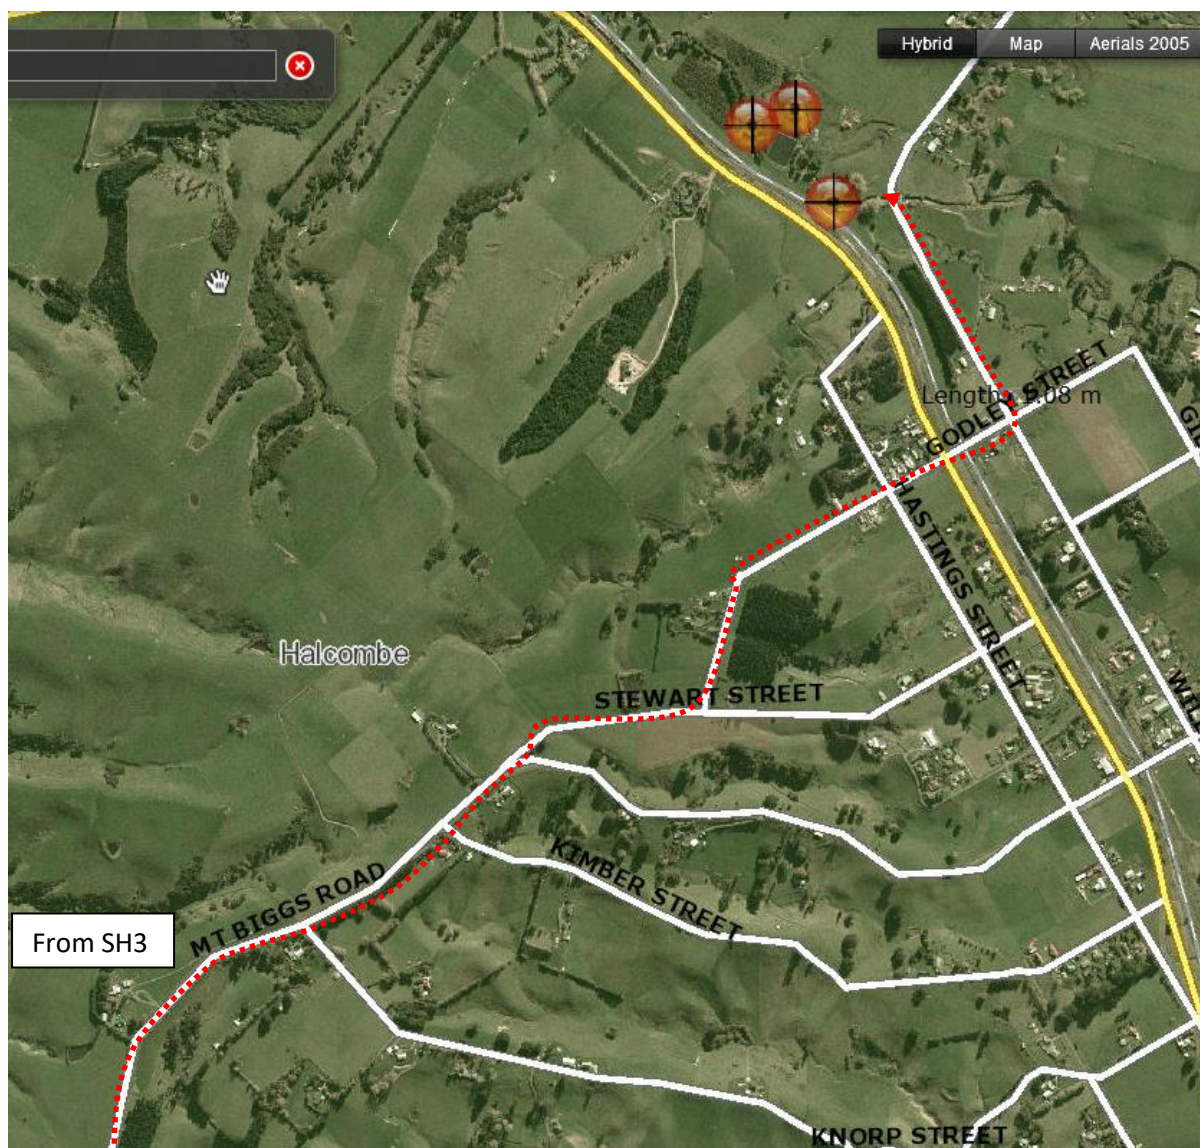 Hybrid
Map
Aerials 2005
GODLEY STREET
HASTINGS STREET
Halcombe
STEWART STREET
KIMBER STREET
MT BIGGS ROAD
From SH3
KNORP STREET